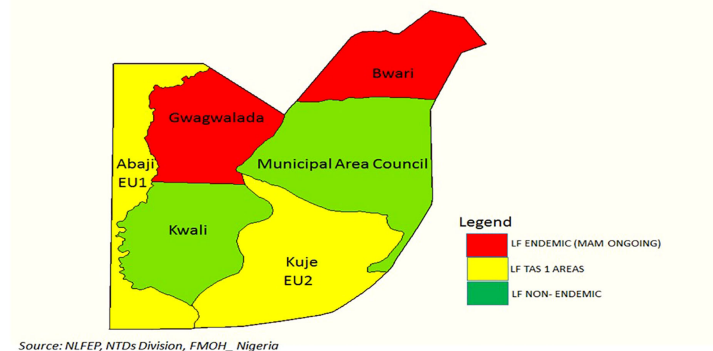 Bwari
Gwagwalada
Abaji
EU1
Municipal Area Council
Kwali
Kuje
EU2
Legend
LF ENDEMIC (MAM ONGOING)
LF TAS 1 AREAS
LF NON- ENDEMIC
Source: NLFEP, NTDs Division, FMOH_ Nigeria